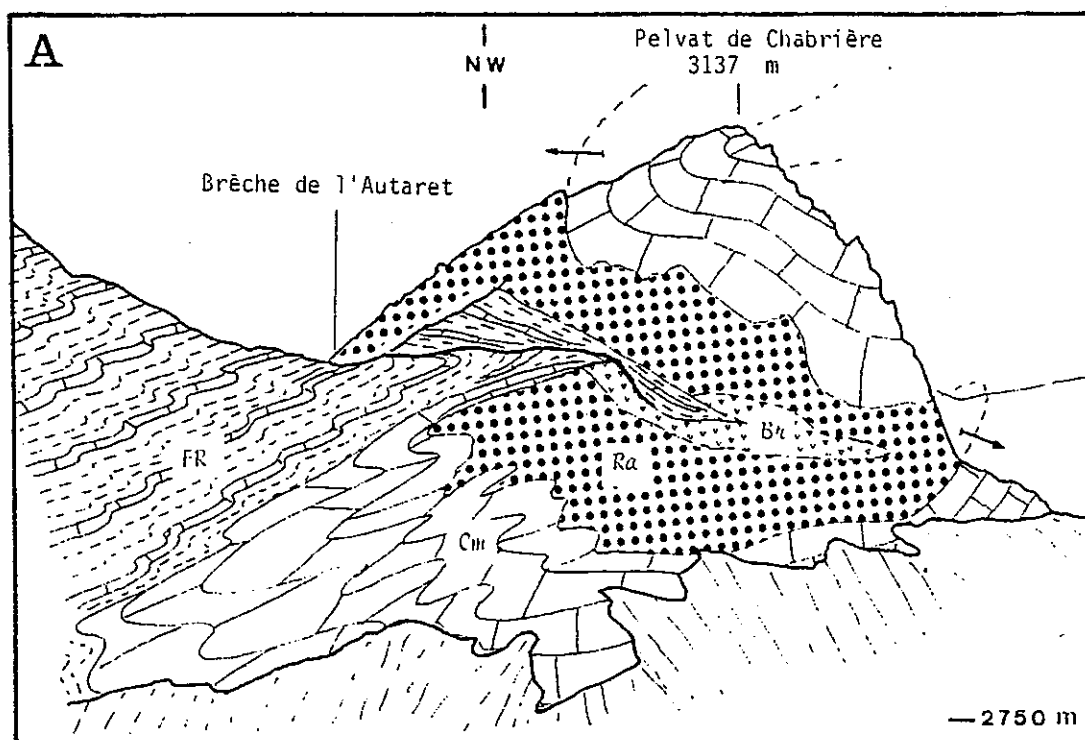 A
NW
Pelvat de Chabrière
3137 m
Brèche de l'Autaret
FR
Ra
Br
Cm
—2750 m